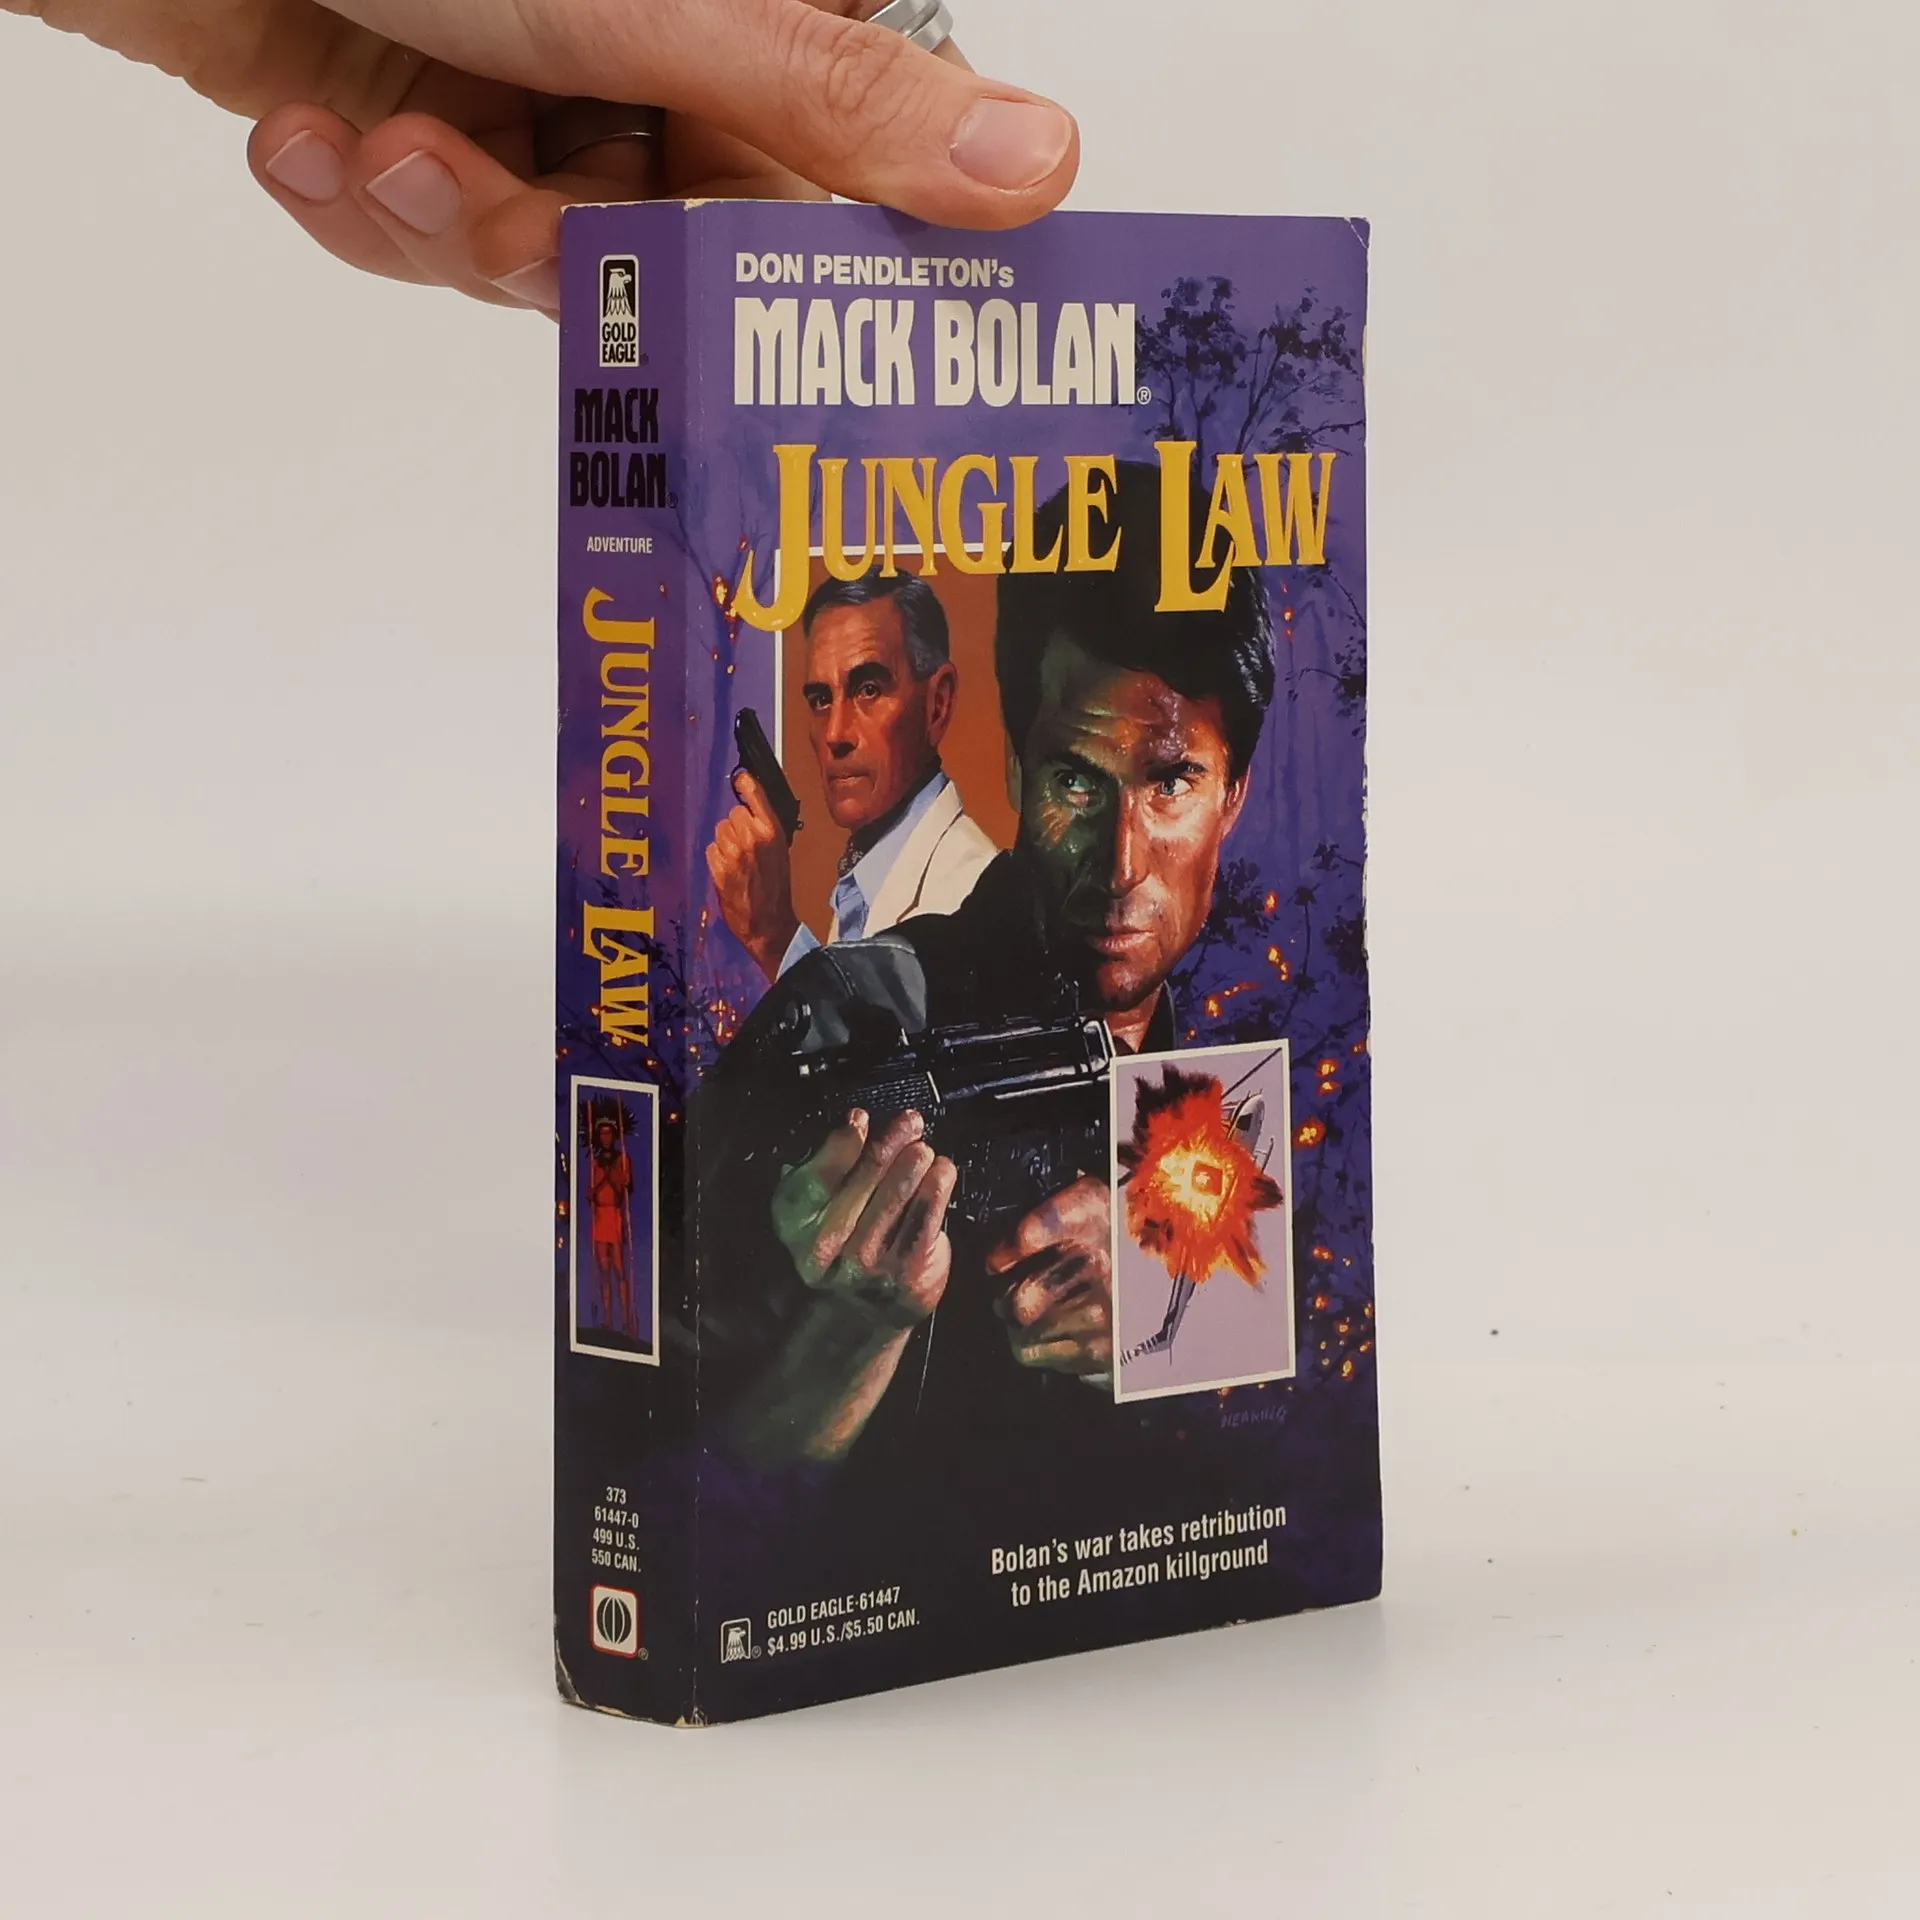 GOLD
EAGLE®
MACK
BOLAN®
ADVENTURE
JUNGLE LAW
373
61447-0
499 U.S.
550 CAN.
®
DON PENDLETON's
MACK BOLAN®
JUNGLE LAW
Bolan's war takes retribution
to the Amazon killground
GOLD EAGLE·61447
® $4.99 U.S./$5.50 CAN.